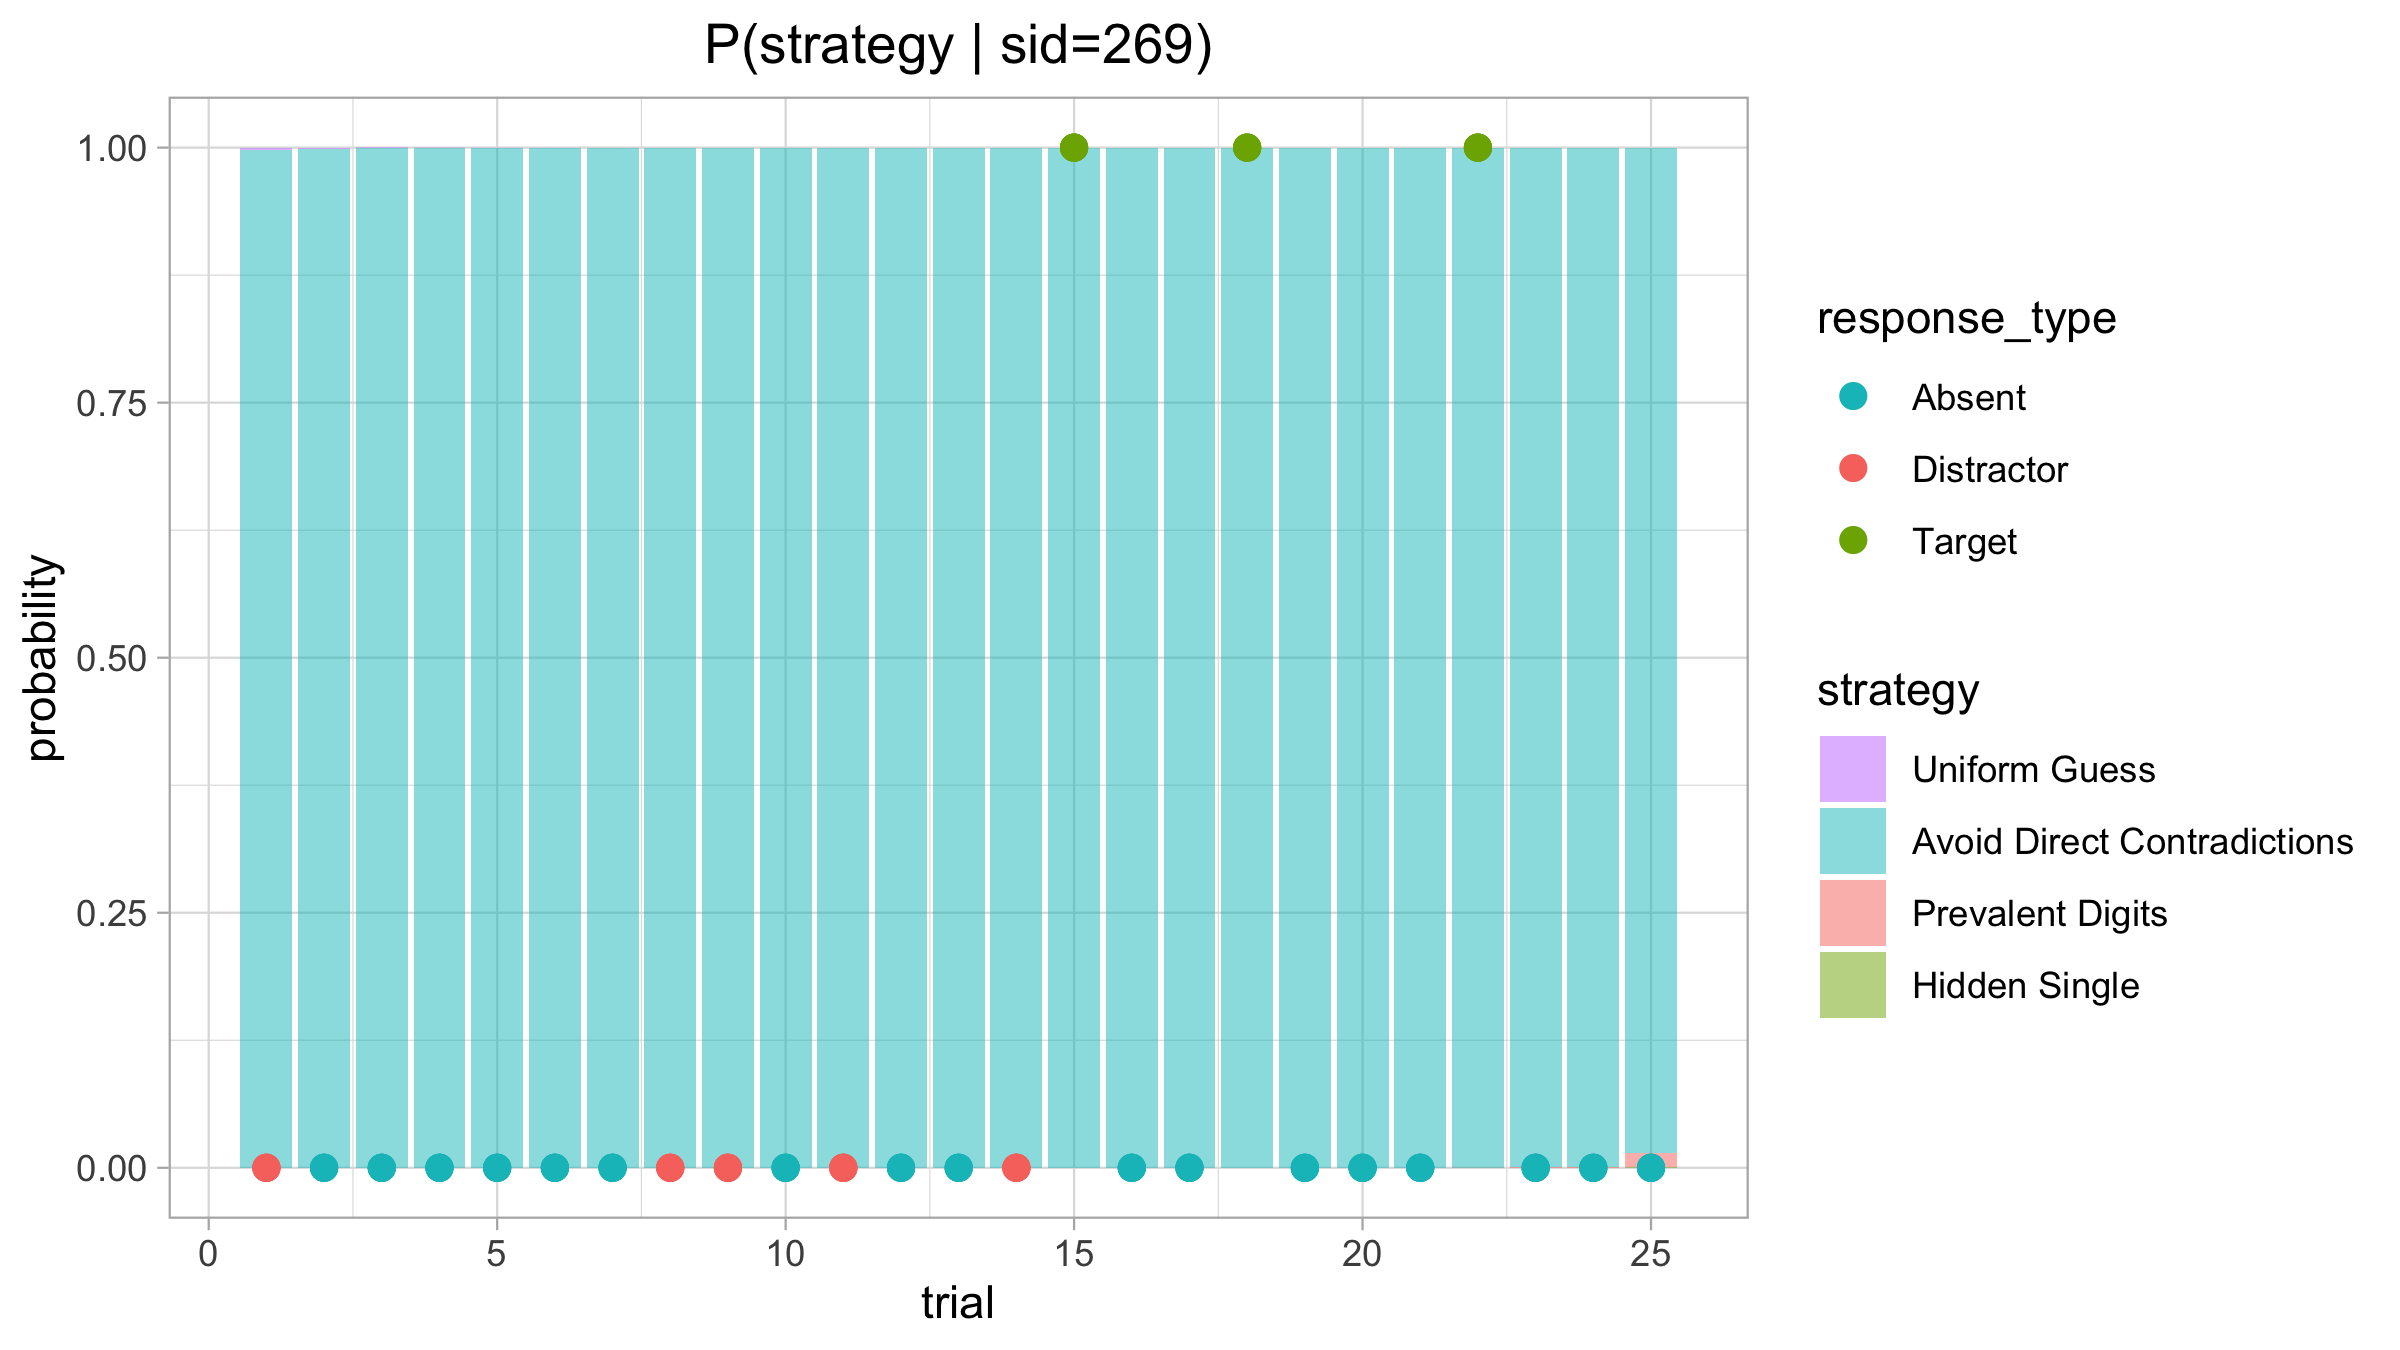 P(strategy | sid=269)
1.00
0.75
0.50
0.25
0.00
probability
0 5 10 15 20 25
trial
response_type
Absent
Distractor
Target
strategy
Uniform Guess
Avoid Direct Contradictions
Prevalent Digits
Hidden Single